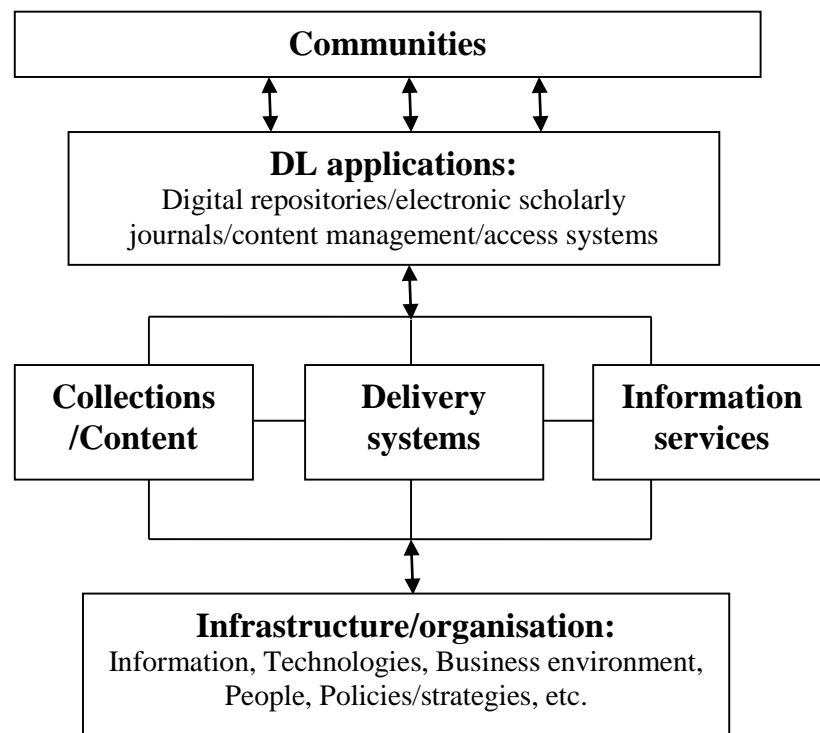 Communities
DL applications:
Digital repositories/electronic scholarly
journals/content management/access systems
Collections
/Content
Delivery
systems
Information
services
Infrastructure/organisation:
Information, Technologies, Business environment,
People, Policies/strategies, etc.